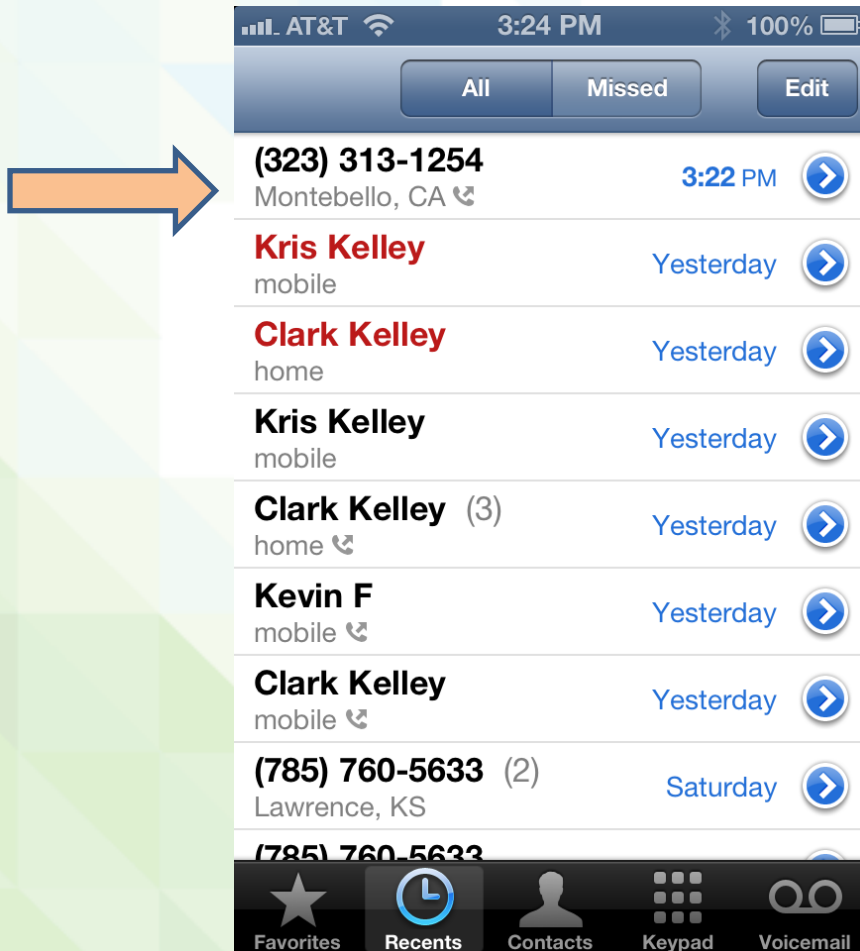 AT&T 3:24 PM 100%
All Missed Edit
(323) 313-1254
Montebello, CA
3:22 PM
Kris Kelley
mobile
Yesterday
Clark Kelley
home
Yesterday
Kris Kelley
mobile
Yesterday
Clark Kelley (3)
home
Yesterday
Kevin F
mobile
Yesterday
Clark Kelley
mobile
Yesterday
(785) 760-5633 (2)
Lawrence, KS
Saturday
(785) 760-5633
Favorites Recents Contacts Keypad Voicemail